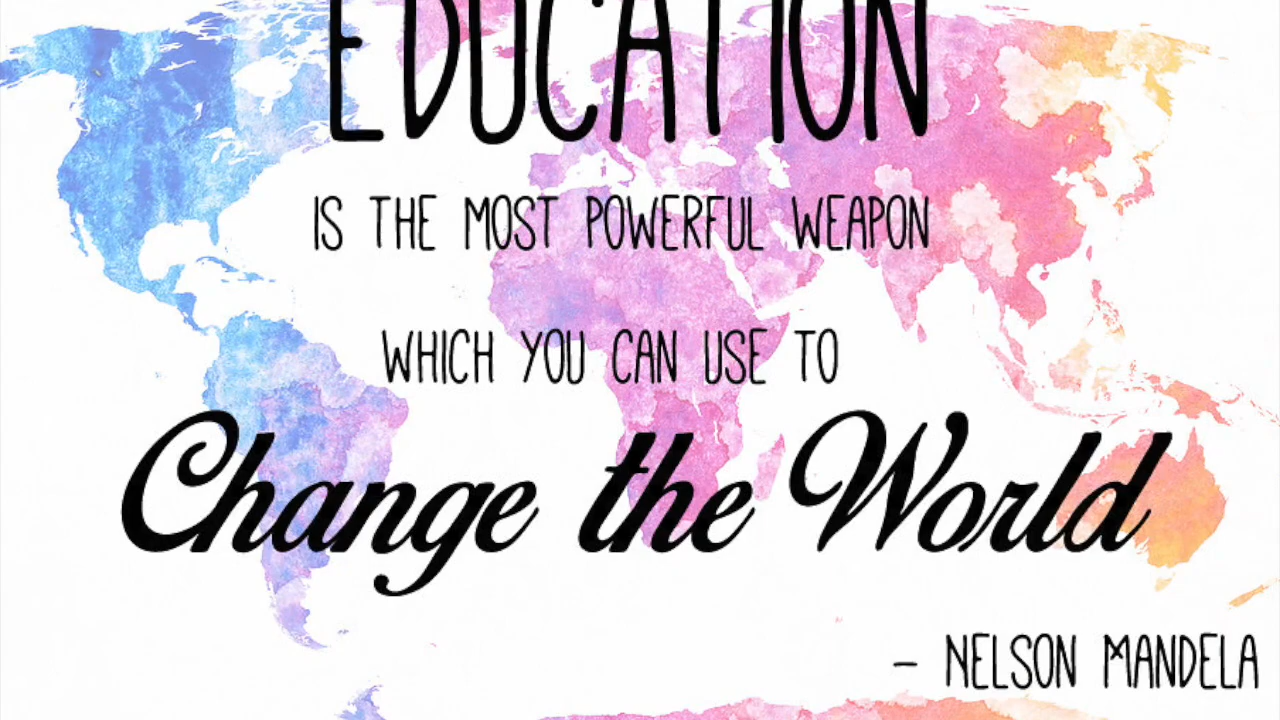 EDUCATION
IS THE MOST POWERFUL WEAPON
WHICH YOU CAN USE TO
Change the World
- NELSON MANDELA